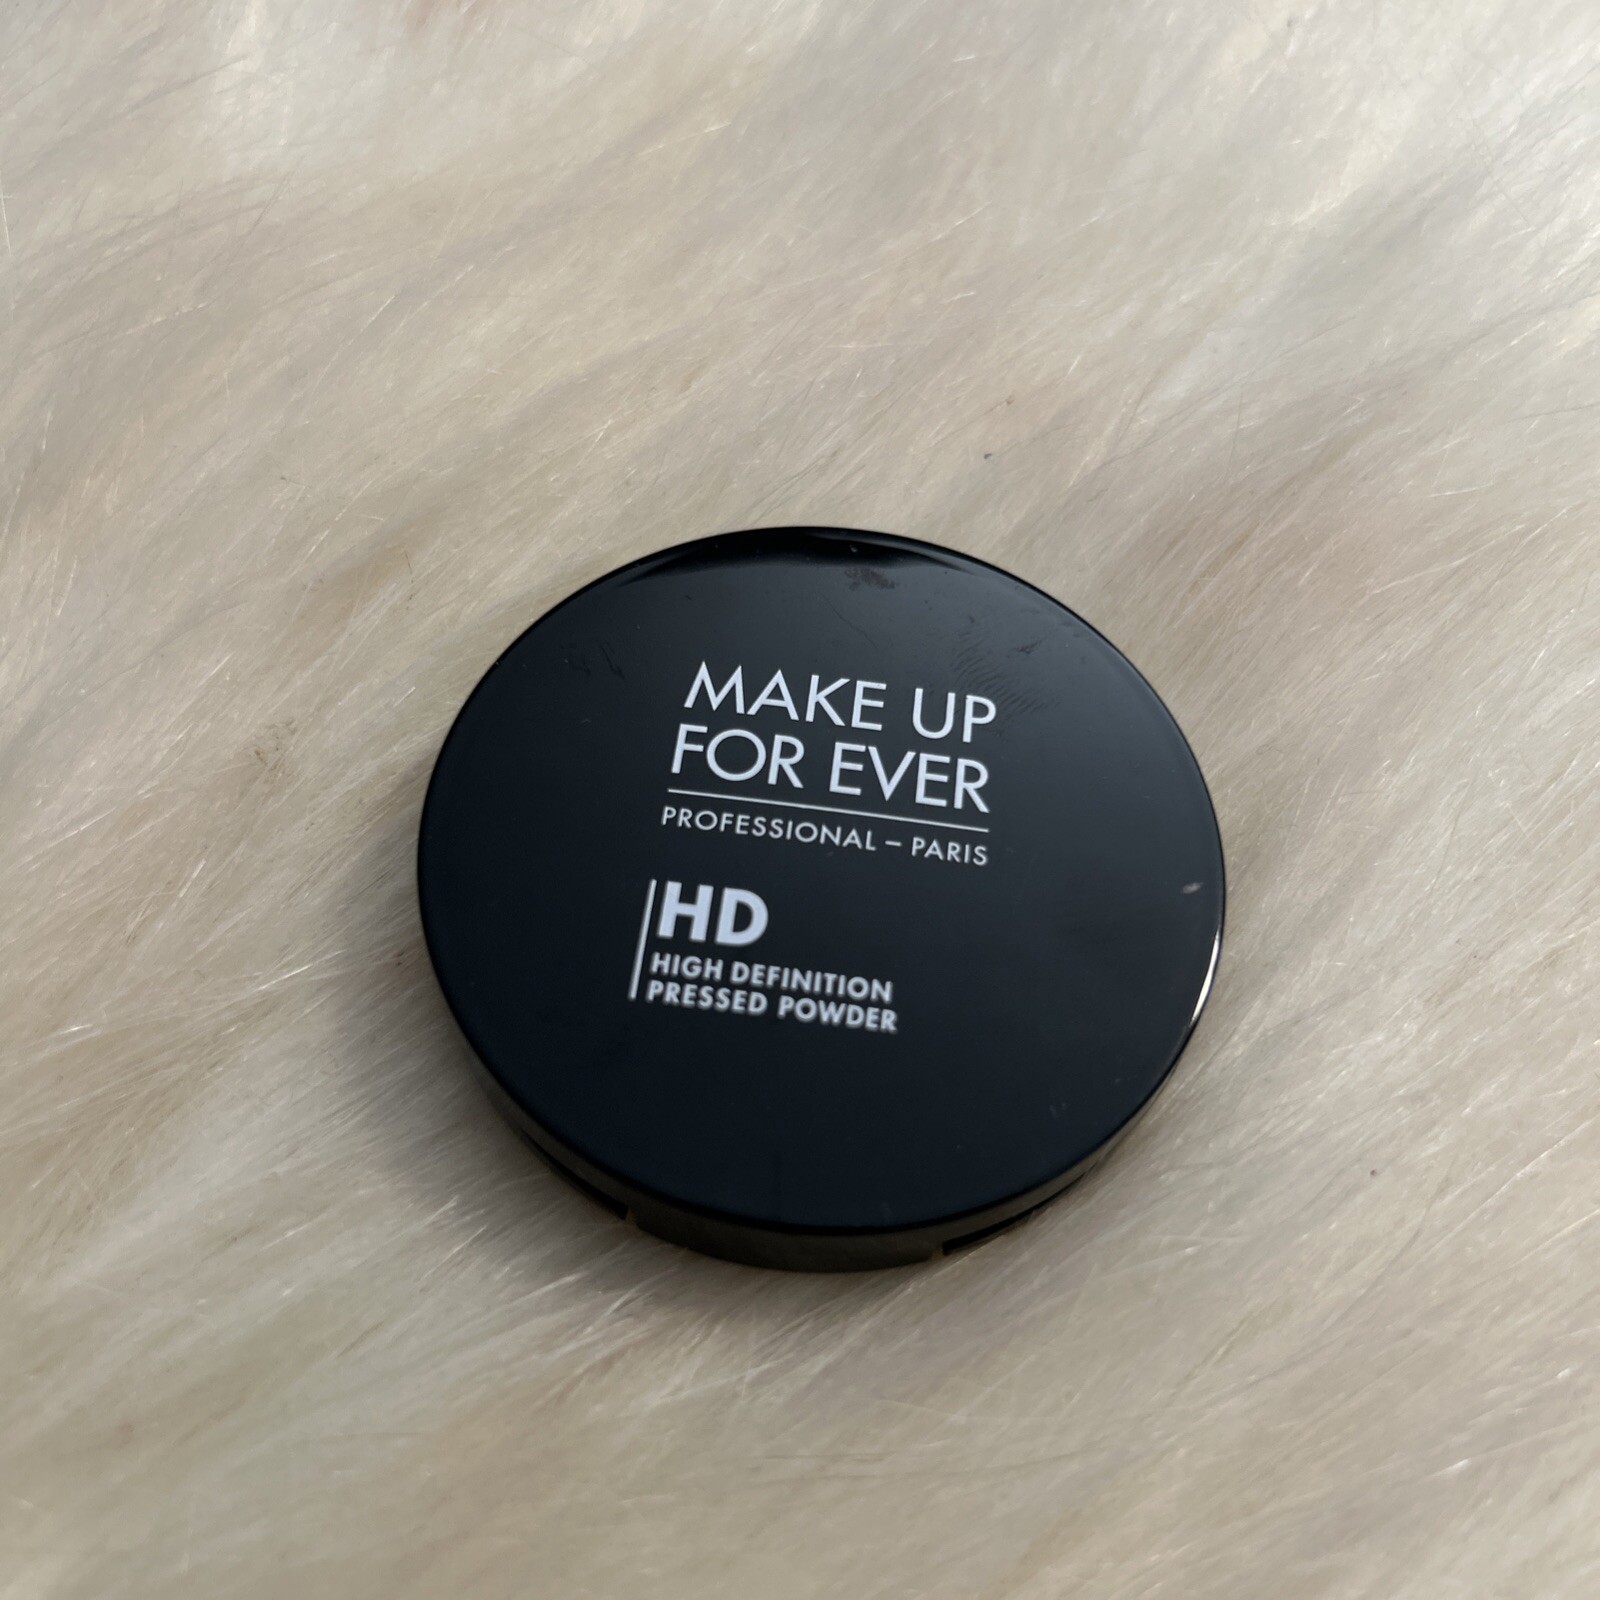 MAKE UP
FOR EVER
PROFESSIONAL – PARIS
HD
HIGH DEFINITION
PRESSED POWDER